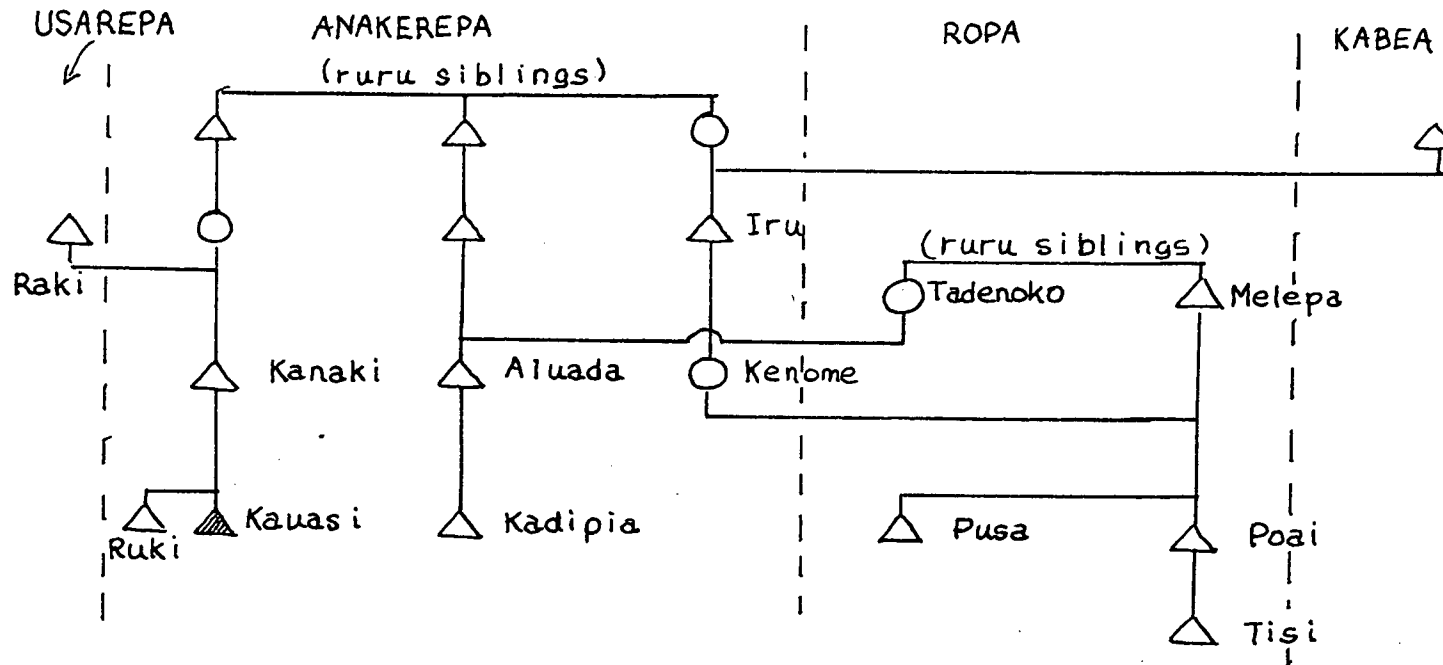 USAREPA ANAKEREPA ROPA KABEA
(ruru siblings)
Iru
(ruru siblings)
Raki Tadenoko Melepa
Kanaki Aluada Kenome
Kauasi Kadipia Pusa Poai
Ruki
Tisi